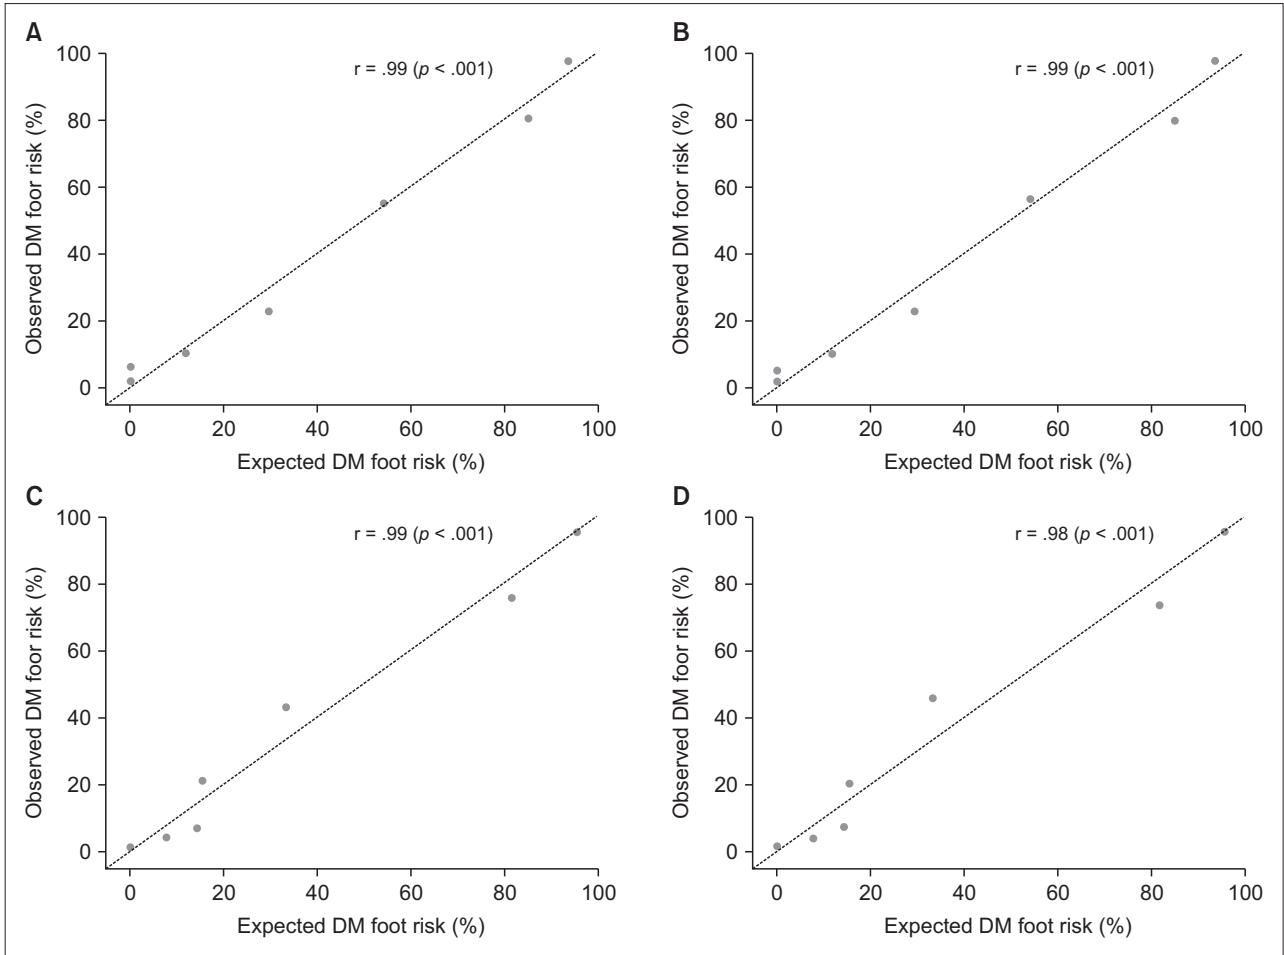 A
r = .99 (p < .001)
Observed DM foor risk (%)
100
80
60
40
20
0
0 20 40 60 80 100
Expected DM foot risk (%)
B
r = .99 (p < .001)
Observed DM foor risk (%)
100
80
60
40
20
0
0 20 40 60 80 100
Expected DM foot risk (%)
C
r = .99 (p < .001)
Observed DM foor risk (%)
100
80
60
40
20
0
0 20 40 60 80 100
Expected DM foot risk (%)
D
r = .98 (p < .001)
Observed DM foor risk (%)
100
80
60
40
20
0
0 20 40 60 80 100
Expected DM foot risk (%)